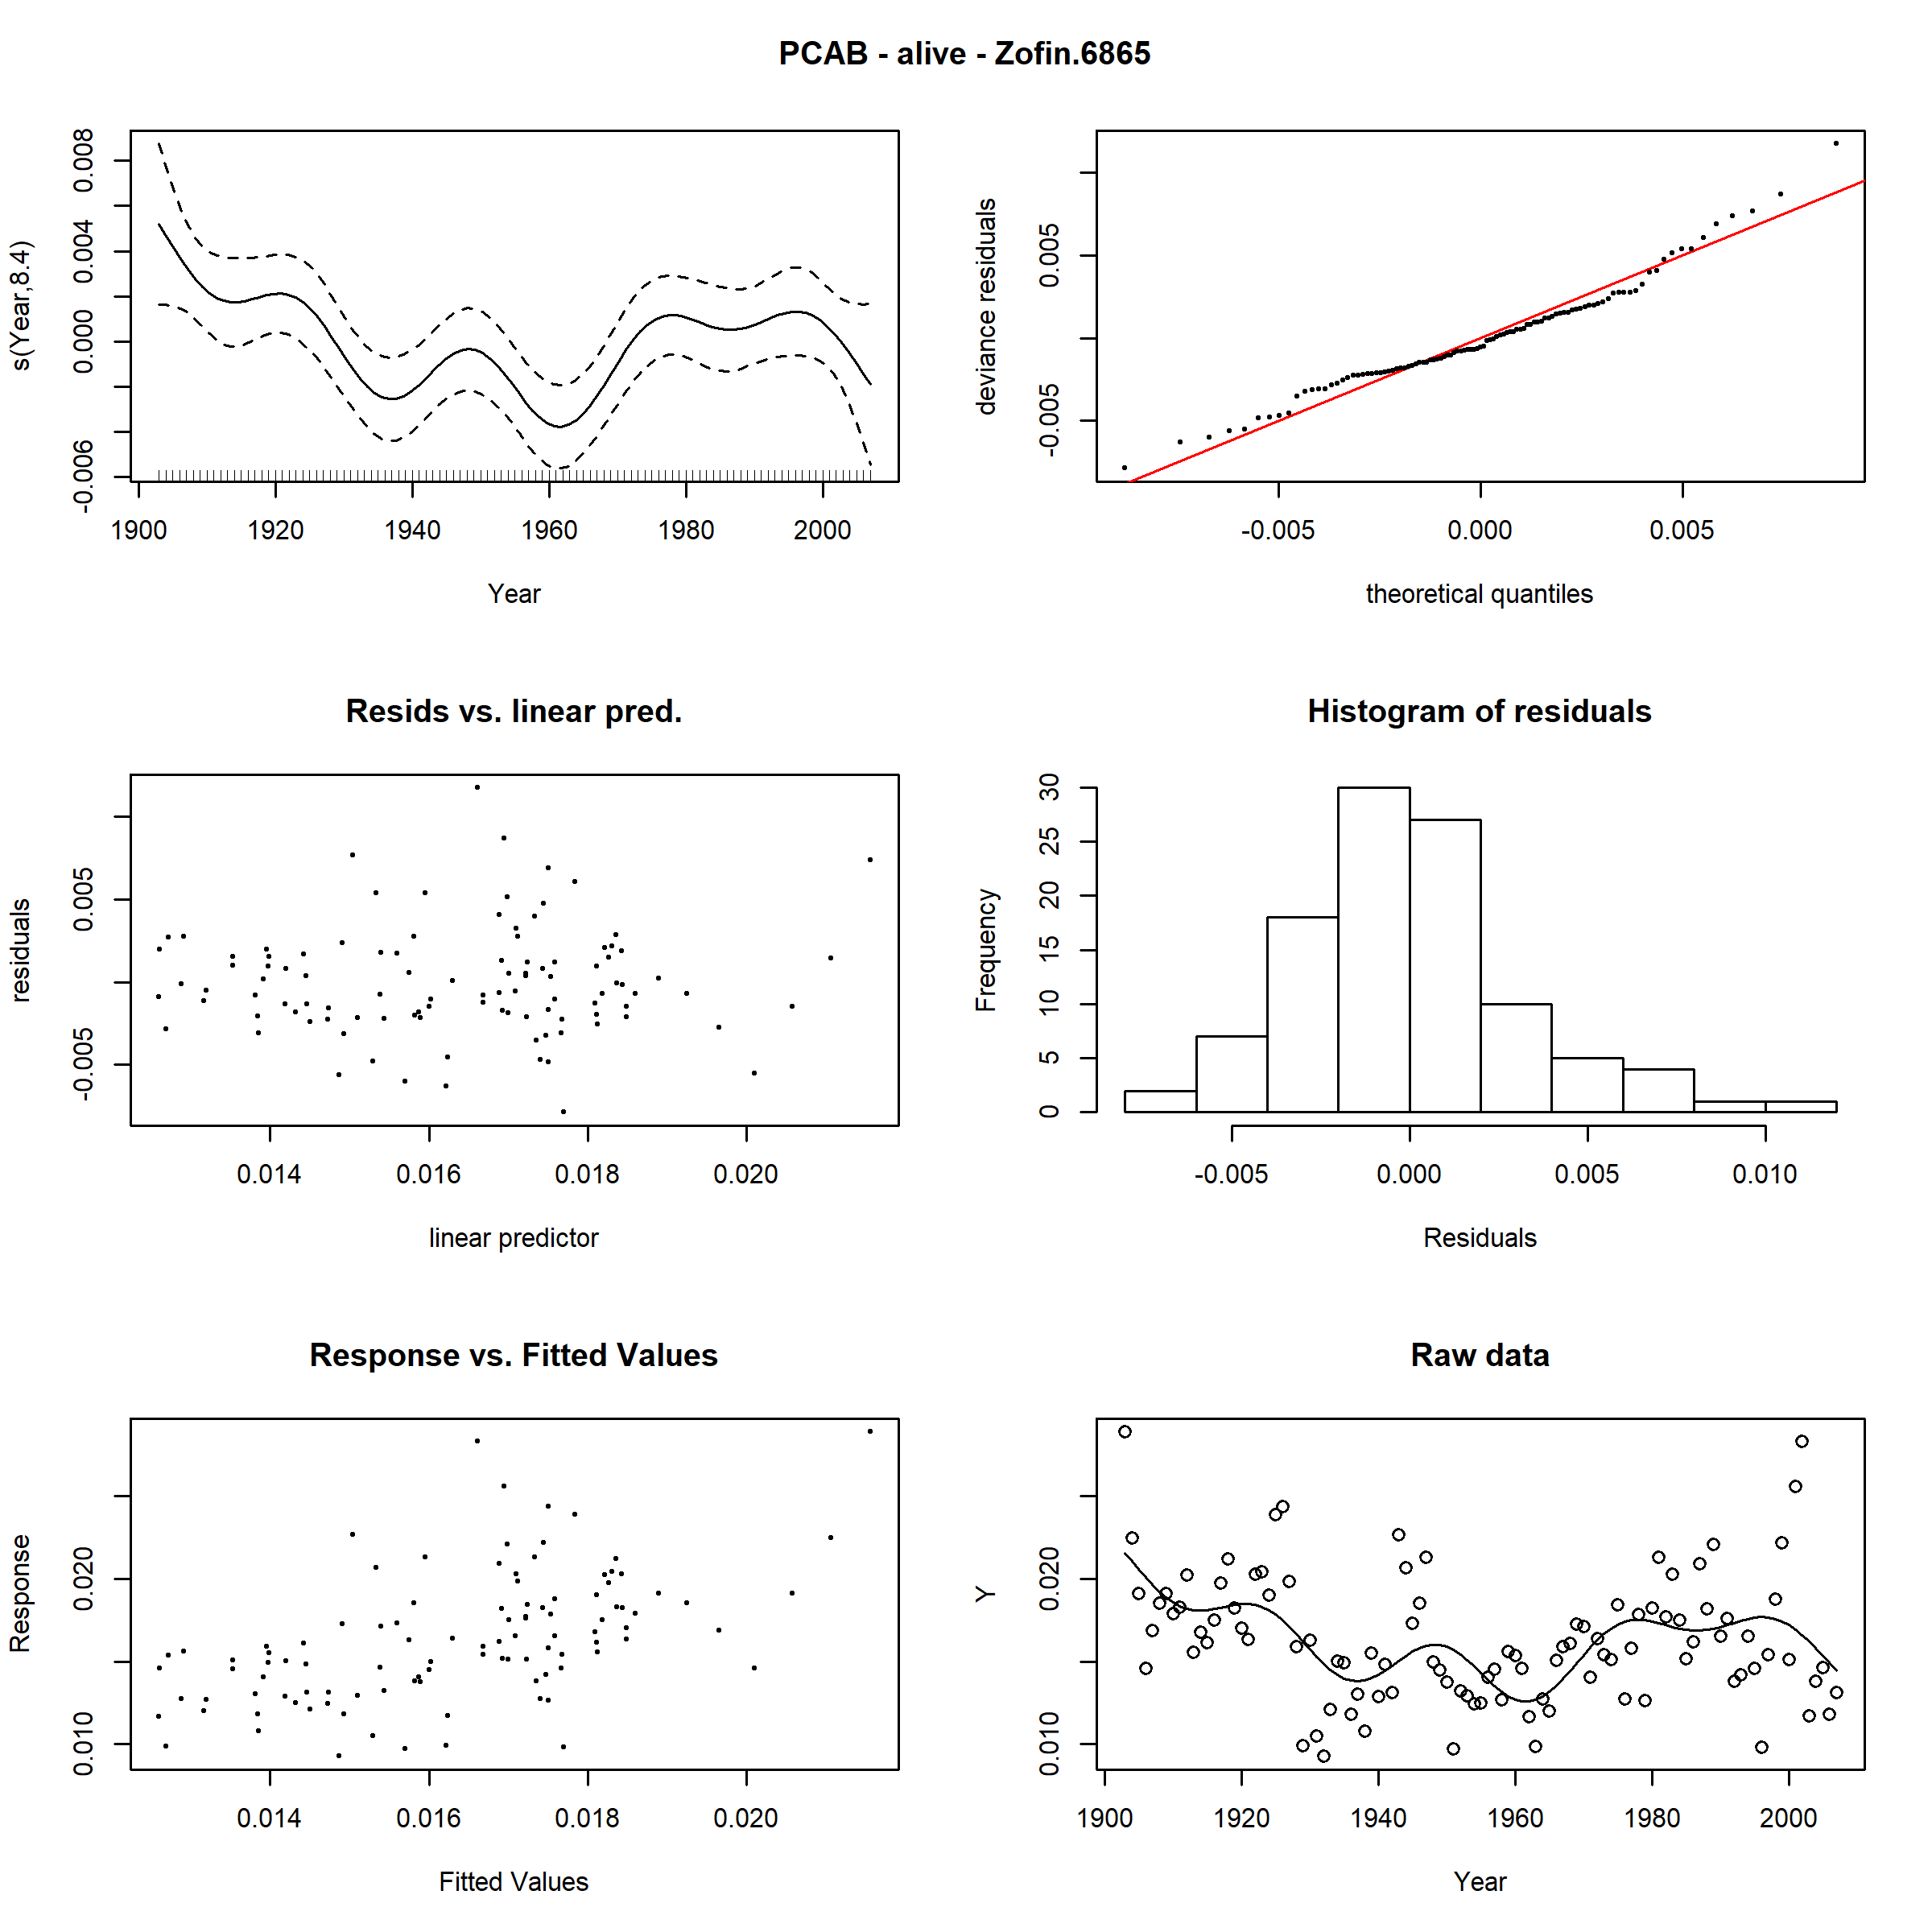 PCAB - alive - Zofin.6865
s(Year,8.4)
-0.006 0.000 0.004 0.008
1900 1920 1940 1960 1980 2000
Year
deviance residuals
-0.005 0.005
-0.005 0.000 0.005
theoretical quantiles
Resids vs. linear pred.
residuals
-0.005 0.005
0.014 0.016 0.018 0.020
linear predictor
Histogram of residuals
Frequency
0 5 10 15 20 25 30
-0.005 0.000 0.005 0.010
Residuals
Response vs. Fitted Values
Response
0.010 0.020
0.014 0.016 0.018 0.020
Fitted Values
Raw data
Y
0.010 0.020
1900 1920 1940 1960 1980 2000
Year